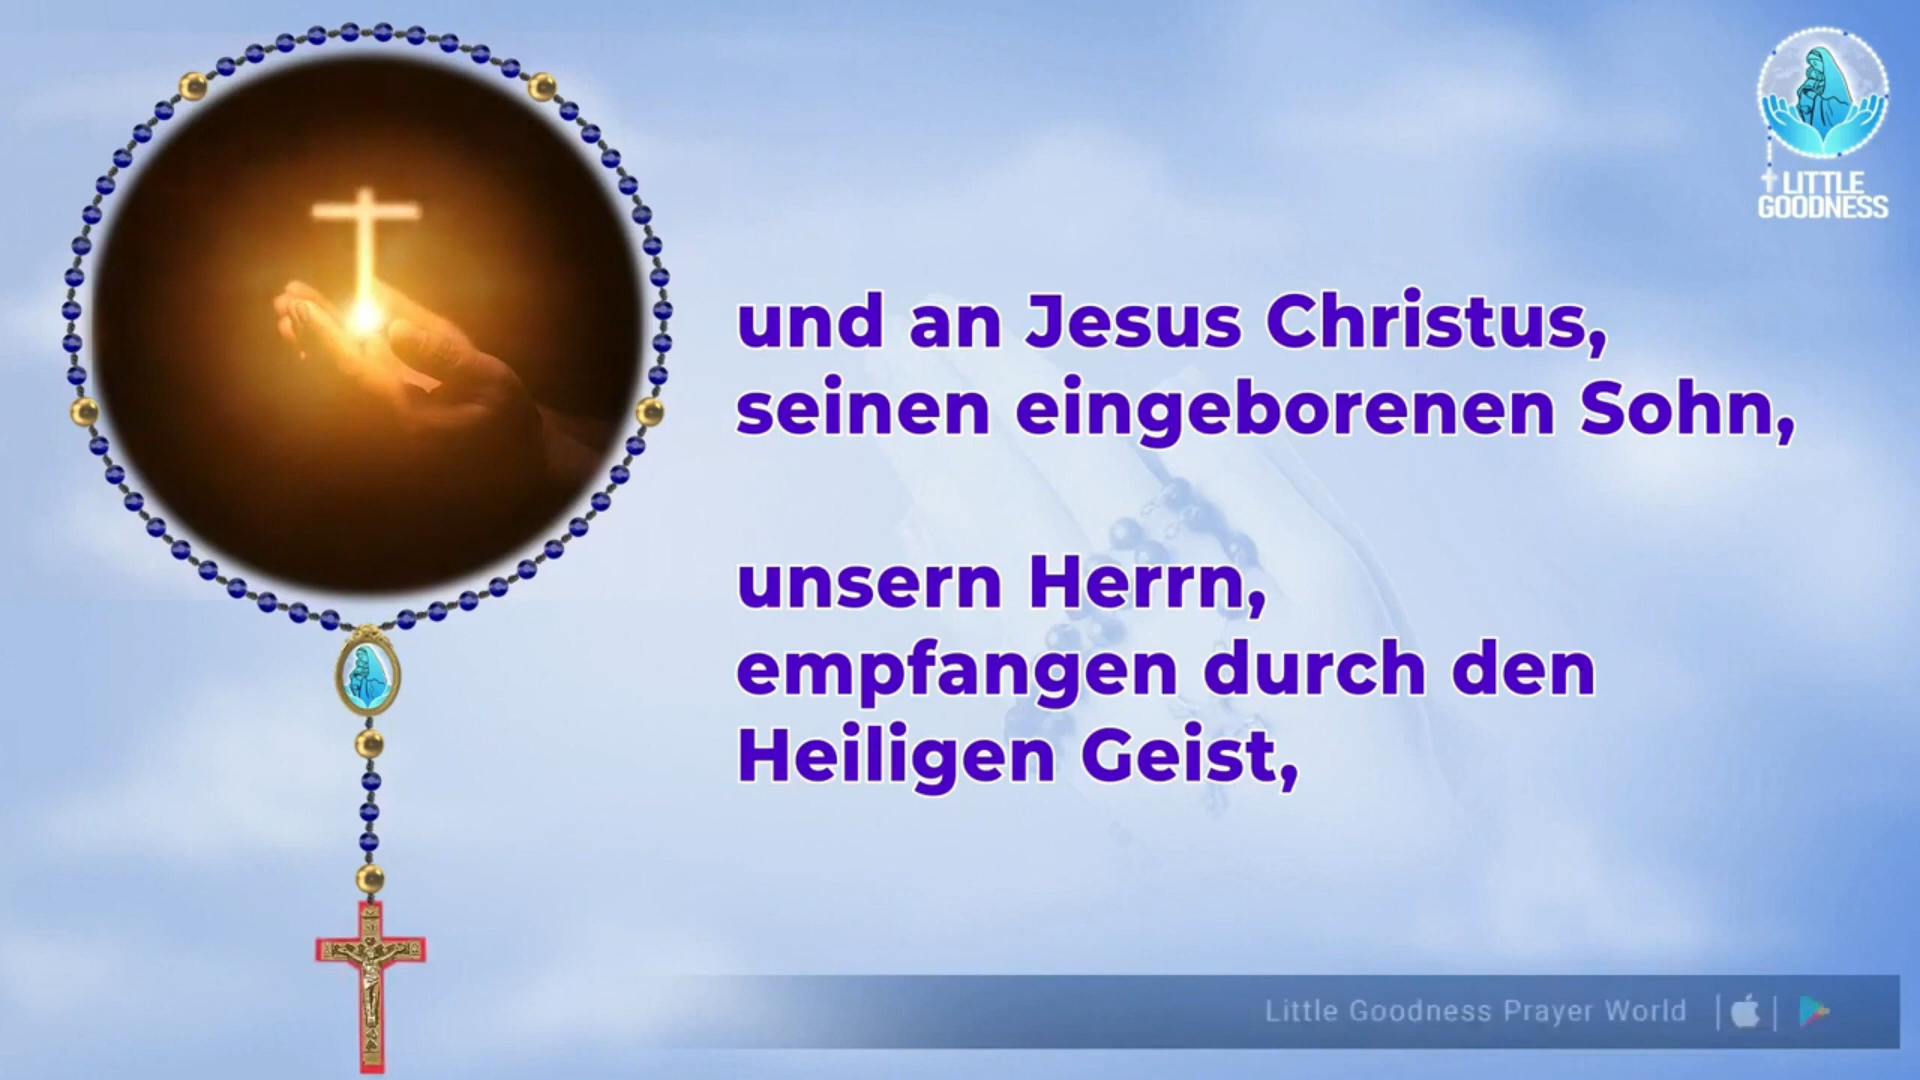 LITTLE
GOODNESS
und an Jesus Christus,
seinen eingeborenen Sohn,
unsern Herrn,
empfangen durch den
Heiligen Geist,
Little Goodness Prayer World